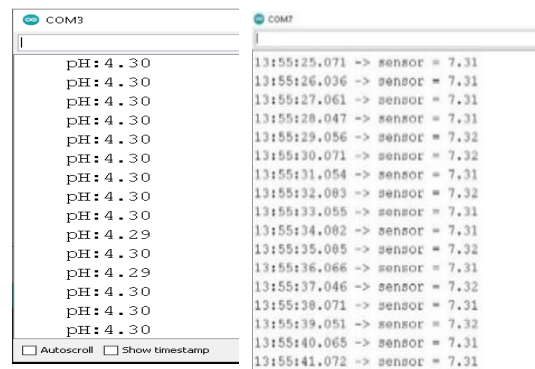 COM3
pH:4.30
pH:4.30
pH:4.30
pH:4.30
pH:4.30
pH:4.30
pH:4.30
pH:4.30
pH:4.30
pH:4.29
pH:4.30
pH:4.29
pH:4.30
pH:4.30
pH:4.30
Autoscroll Show timestamp
COM7
13:55:25.071 -> sensor = 7.31
13:55:26.036 -> sensor = 7.31
13:55:27.061 -> sensor = 7.31
13:55:28.047 -> sensor = 7.31
13:55:29.056 -> sensor = 7.32
13:55:30.071 -> sensor = 7.32
13:55:31.054 -> sensor = 7.31
13:55:32.083 -> sensor = 7.32
13:55:33.055 -> sensor = 7.31
13:55:34.082 -> sensor = 7.31
13:55:35.085 -> sensor = 7.32
13:55:36.066 -> sensor = 7.31
13:55:37.046 -> sensor = 7.32
13:55:38.071 -> sensor = 7.31
13:55:39.051 -> sensor = 7.32
13:55:40.065 -> sensor = 7.31
13:55:41.072 -> sensor = 7.31